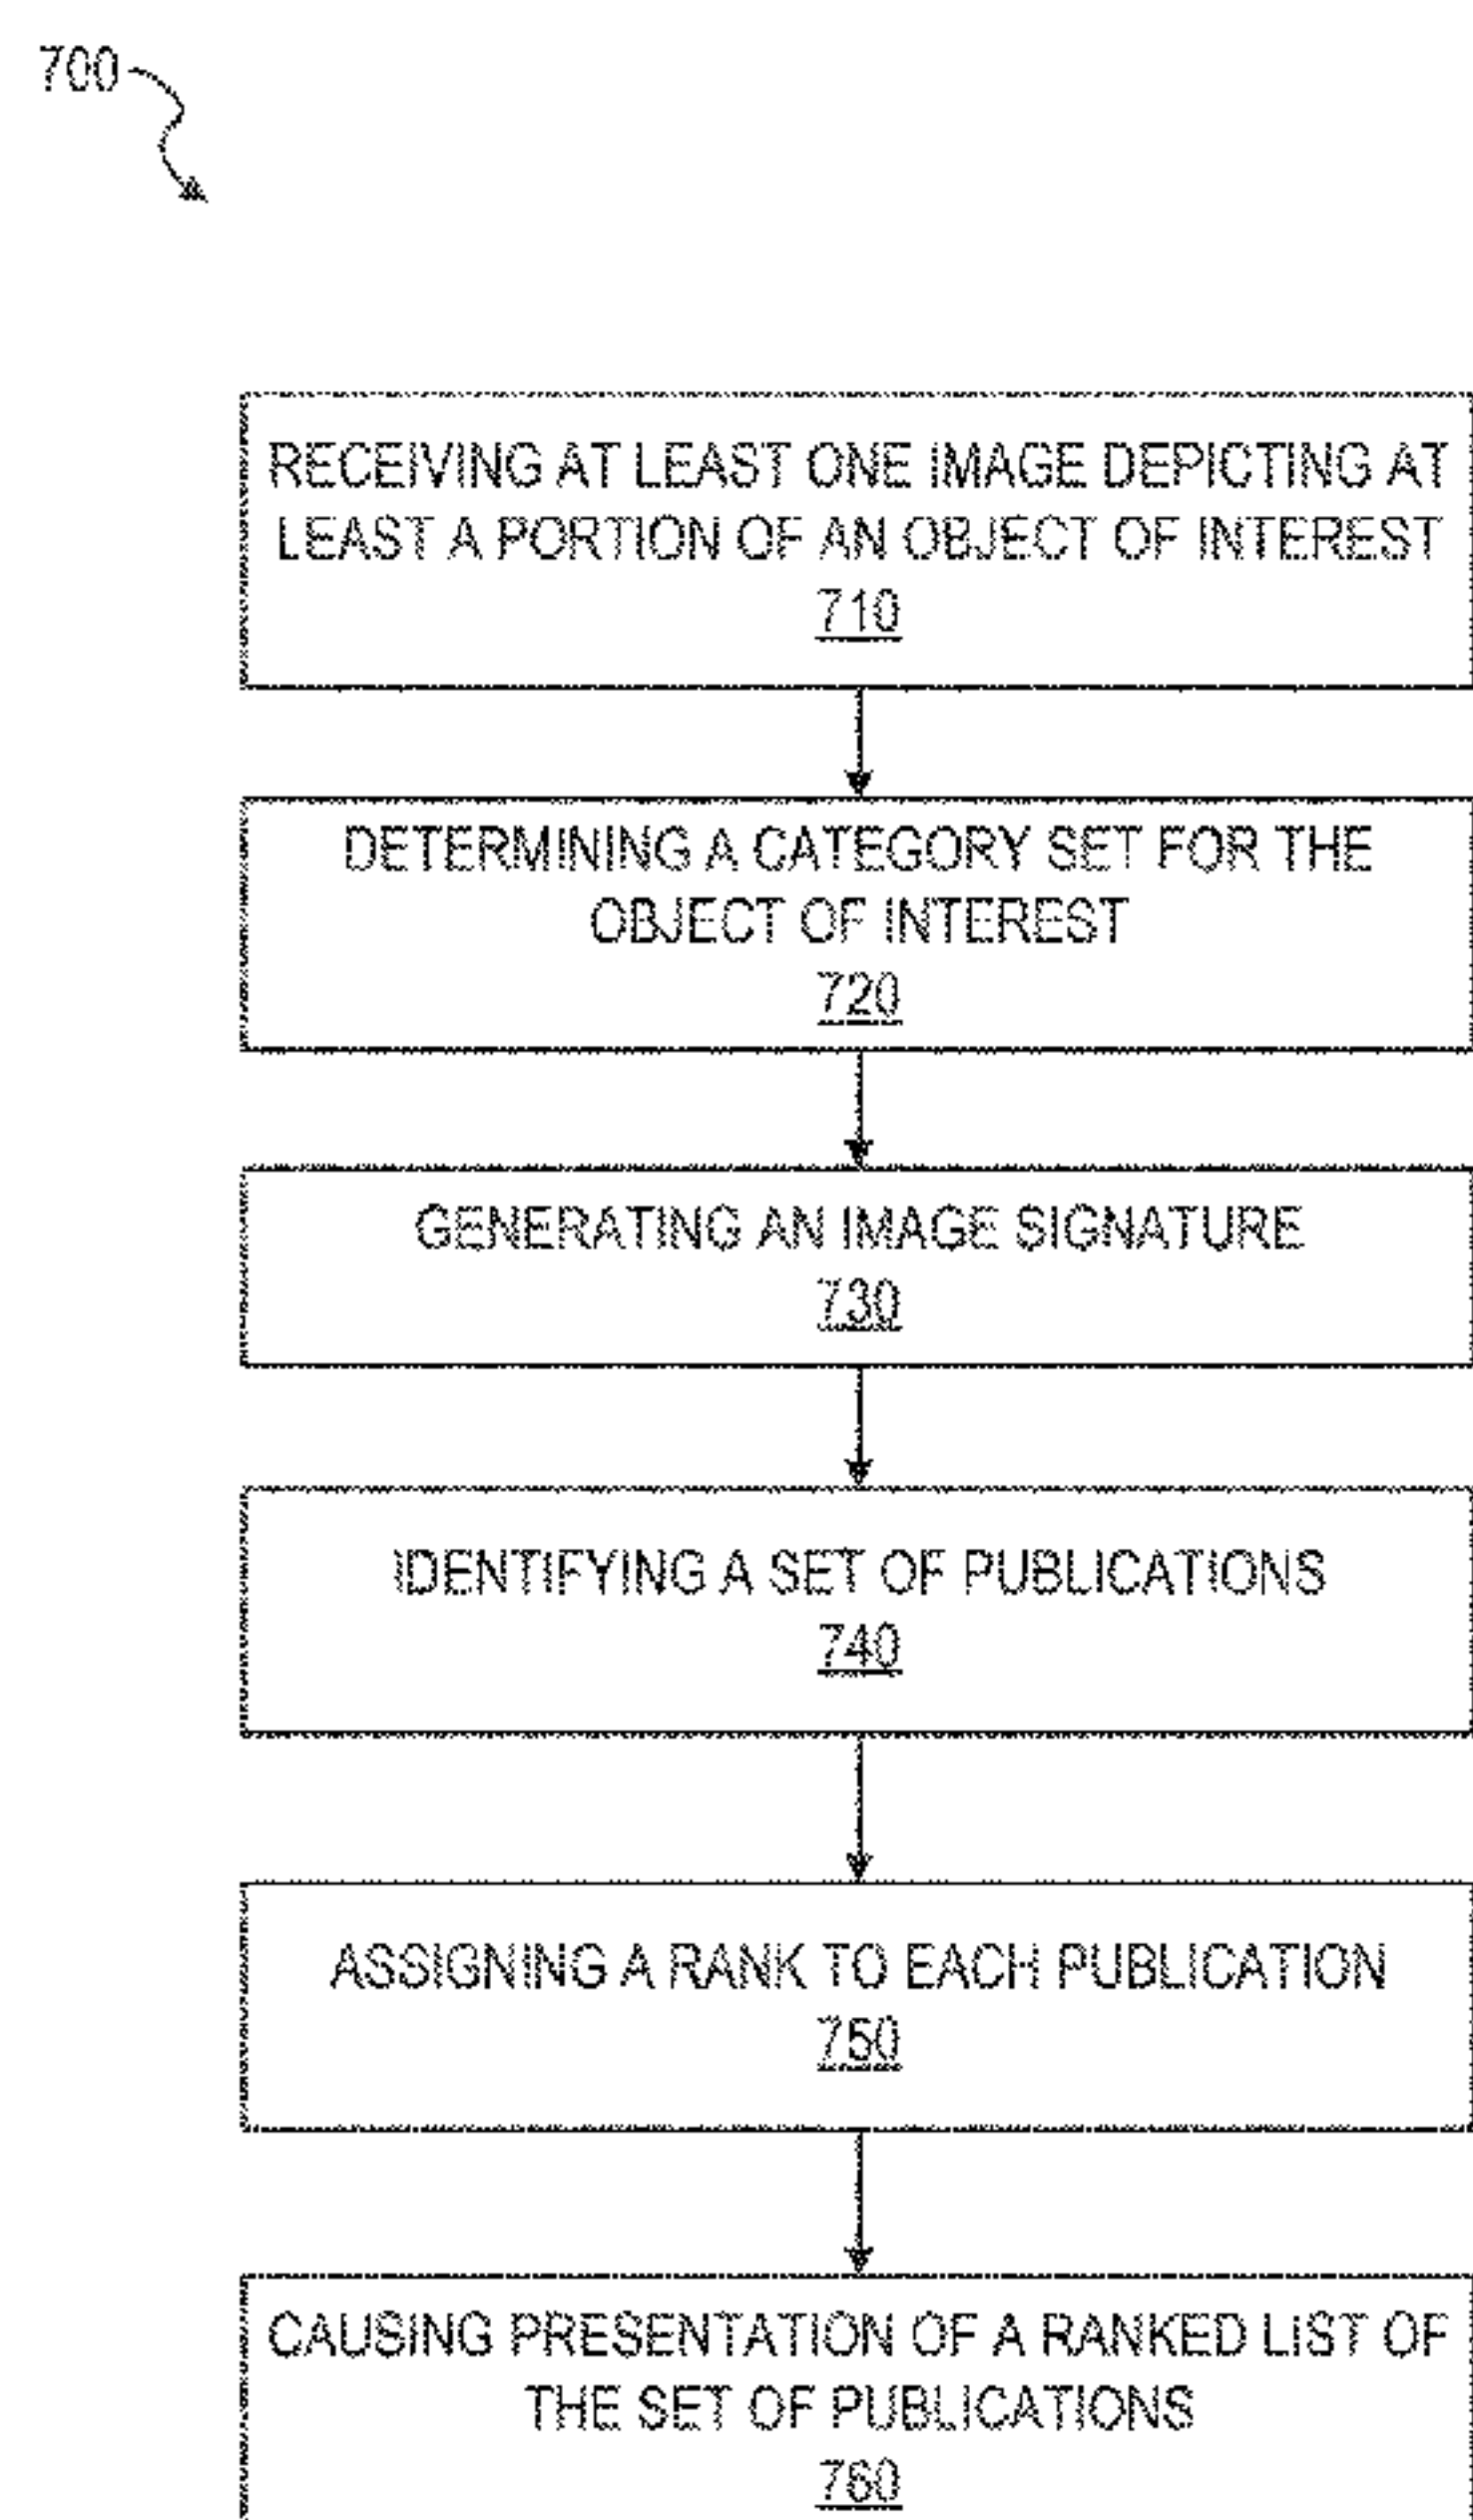 700
RECEIVING AT LEAST ONE IMAGE DEPICTING AT
LEAST A PORTION OF AN OBJECT OF INTEREST
710
DETERMINING A CATEGORY SET FOR THE
OBJECT OF INTEREST
720
GENERATING AN IMAGE SIGNATURE
730
IDENTIFYING A SET OF PUBLICATIONS
740
ASSIGNING A RANK TO EACH PUBLICATION
750
CAUSING PRESENTATION OF A RANKED LIST OF
THE SET OF PUBLICATIONS
760